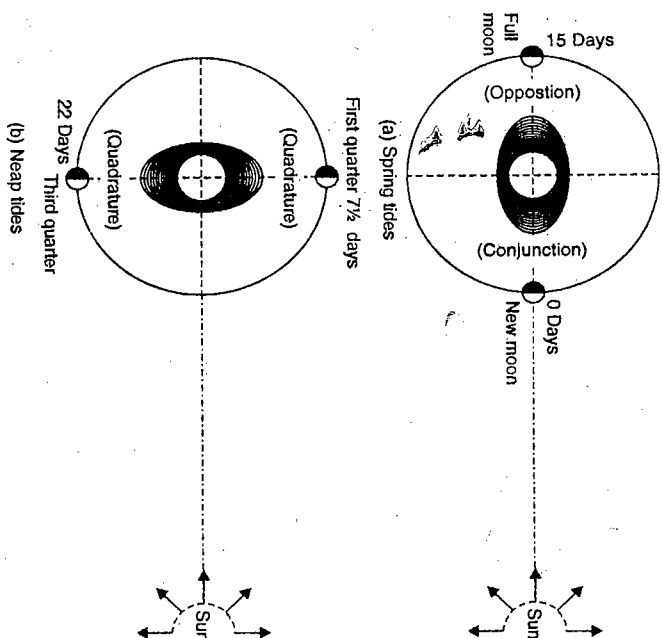 15 Days
Full
moon
(Oppostion)
(Conjunction)
0 Days
New moon
(a) Spring tides
Sun
First quarter 7½ days
(Quadrature)
(Quadrature)
22 Days Third quarter
(b) Neap tides
Sun